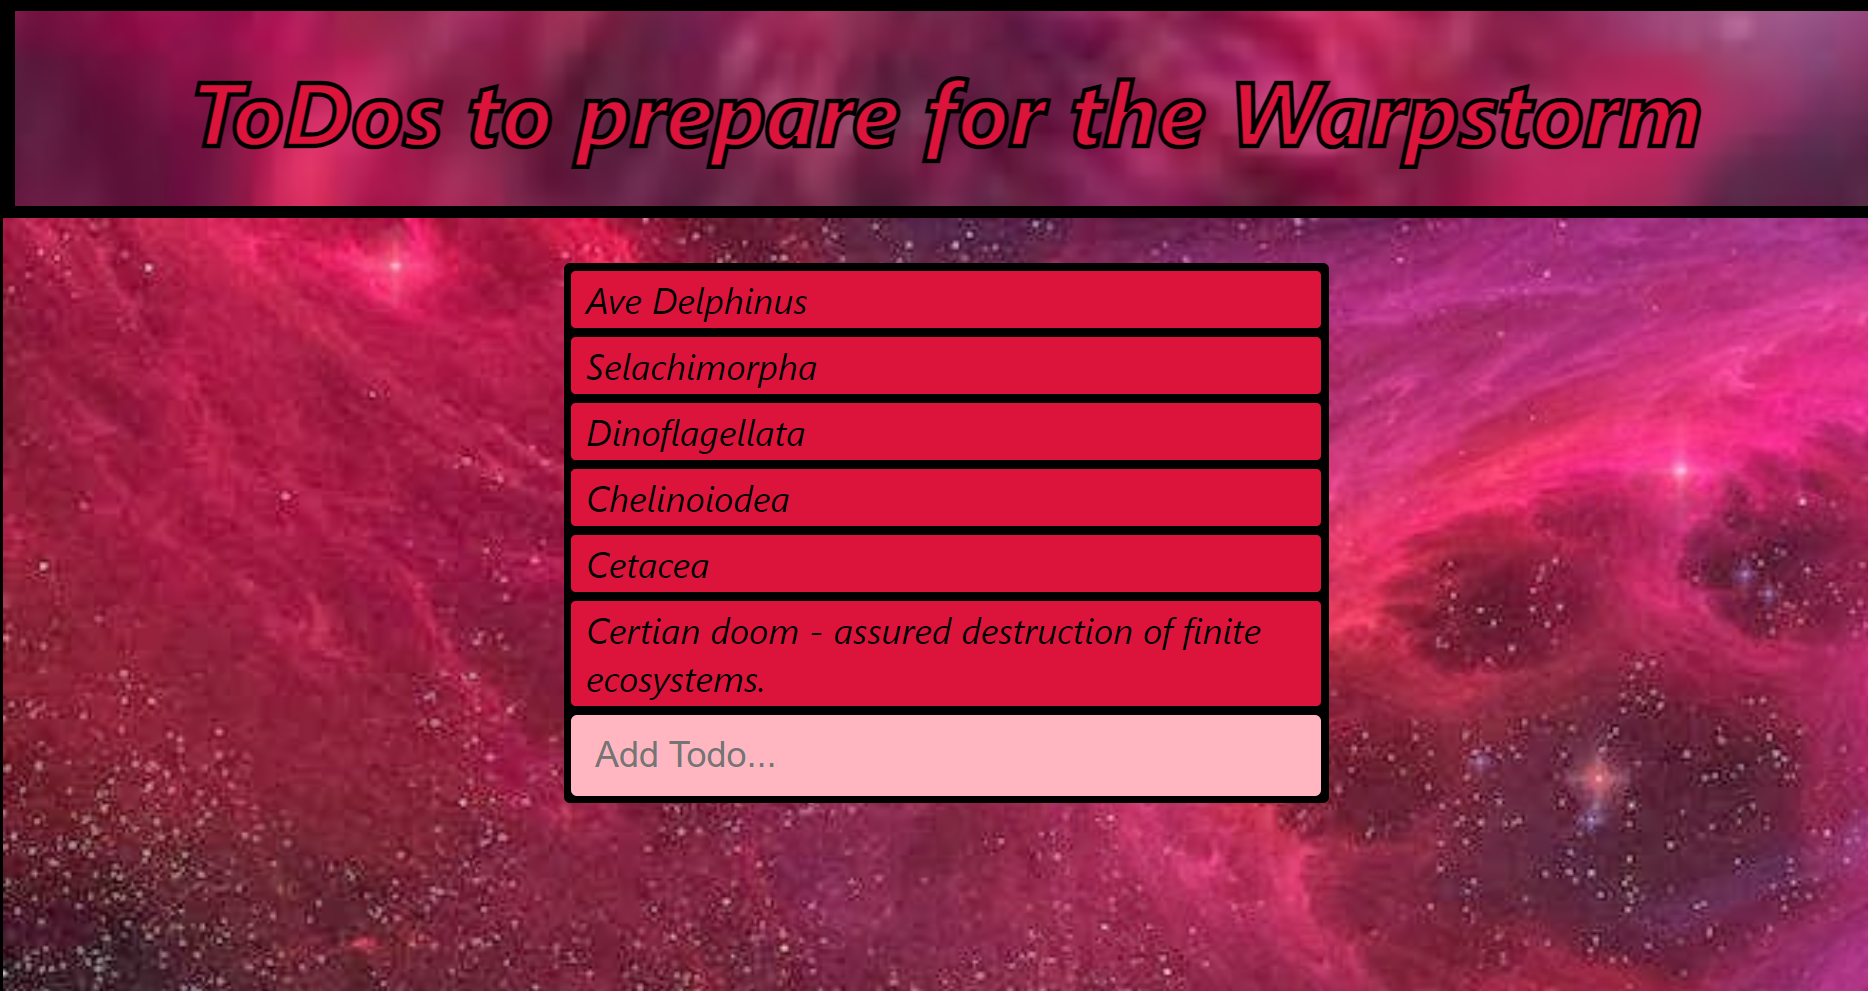 ToDos to prepare for the Warpstorm
Ave Delphinus
Selachimorpha
Dinoflagellata
Chelinoiodea
Cetacea
Certian doom - assured destruction of finite
ecosystems.
Add Todo...